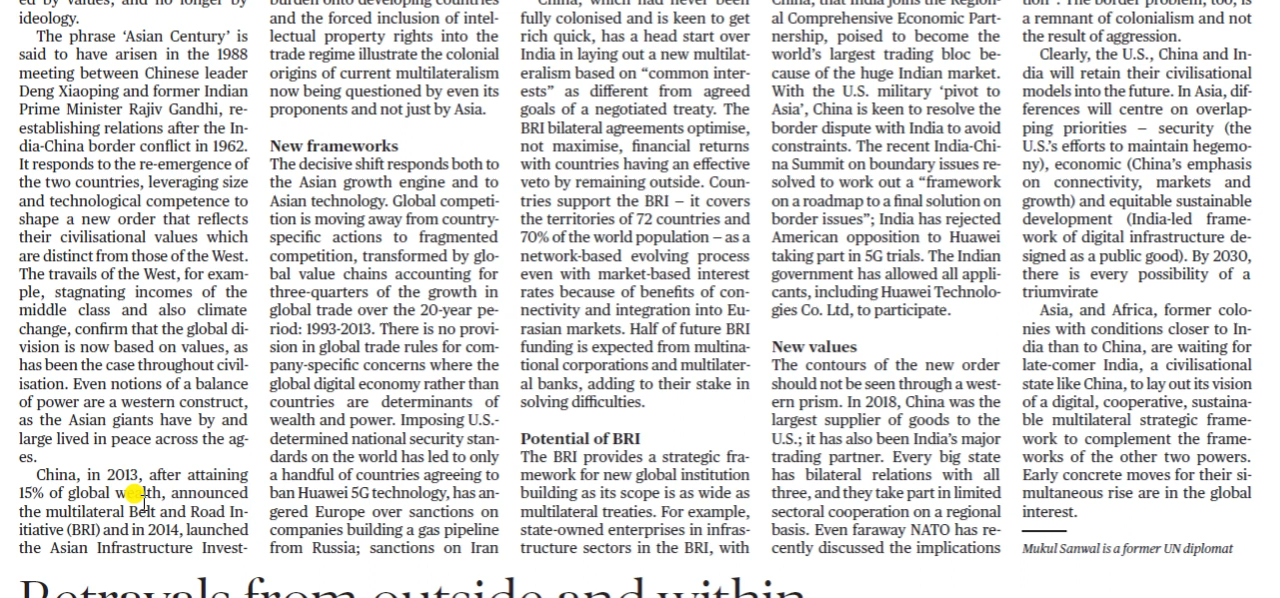 ed by values, and no longer by
ideology.
The phrase ‘Asian Century’ is
said to have arisen in the 1988
meeting between Chinese leader
Deng Xiaoping and former Indian
Prime Minister Rajiv Gandhi, re-
establishing relations after the In-
dia-China border conflict in 1962.
It responds to the re-emergence of
the two countries, leveraging size
and technological competence to
shape a new order that reflects
their civilisational values which
are distinct from those of the West.
The travails of the West, for exam-
ple, stagnating incomes of the
middle class and also climate
change, confirm that the global di-
vision is now based on values, as
has been the case throughout civil-
isation. Even notions of a balance
of power are a western construct,
as the Asian giants have by and
large lived in peace across the ag-
es.
China, in 2013, after attaining
15% of global wealth, announced
the multilateral Belt and Road In-
itiative (BRI) and in 2014, launched
the Asian Infrastructure Invest-
burden onto developing countries
and the forced inclusion of intel-
lectual property rights into the
trade regime illustrate the colonial
origins of current multilateralism
now being questioned by even its
proponents and not just by Asia.
New frameworks
The decisive shift responds both to
the Asian growth engine and to
Asian technology. Global competi-
tion is moving away from country-
specific actions to fragmented
competition, transformed by glo-
bal value chains accounting for
three-quarters of the growth in
global trade over the 20-year pe-
riod: 1993-2013. There is no provi-
sion in global trade rules for com-
pany-specific concerns where the
global digital economy rather than
countries are determinants of
wealth and power. Imposing U.S.-
determined national security stan-
dards on the world has led to only
a handful of countries agreeing to
ban Huawei 5G technology, has an-
gered Europe over sanctions on
companies building a gas pipeline
from Russia; sanctions on Iran
China, which had never been
fully colonised and is keen to get
rich quick, has a head start over
India in laying out a new multilat-
eralism based on “common inter-
ests” as different from agreed
goals of a negotiated treaty. The
BRI bilateral agreements optimise,
not maximise, financial returns
with countries having an effective
veto by remaining outside. Coun-
tries support the BRI – it covers
the territories of 72 countries and
70% of the world population – as a
network-based evolving process
even with market-based interest
rates because of benefits of con-
nectivity and integration into Eu-
rasian markets. Half of future BRI
funding is expected from multina-
tional corporations and multilater-
al banks, adding to their stake in
solving difficulties.
Potential of BRI
The BRI provides a strategic fra-
mework for new global institution
building as its scope is as wide as
multilateral treaties. For example,
state-owned enterprises in infras-
tructure sectors in the BRI, with
China, that India joins the Region-
al Comprehensive Economic Part-
nership, poised to become the
world’s largest trading bloc be-
cause of the huge Indian market.
With the U.S. military ‘pivot to
Asia’, China is keen to resolve the
border dispute with India to avoid
constraints. The recent India-Chi-
na Summit on boundary issues re-
solved to work out a “framework
on a roadmap to a final solution on
border issues”; India has rejected
American opposition to Huawei
taking part in 5G trials. The Indian
government has allowed all appli-
cants, including Huawei Technolo-
gies Co. Ltd, to participate.
New values
The contours of the new order
should not be seen through a west-
ern prism. In 2018, China was the
largest supplier of goods to the
U.S.; it has also been India’s major
trading partner. Every big state
has bilateral relations with all
three, and they take part in limited
sectoral cooperation on a regional
basis. Even faraway NATO has re-
cently discussed the implications
tion”. The border problem, too, is
a remnant of colonialism and not
the result of aggression.
Clearly, the U.S., China and In-
dia will retain their civilisational
models into the future. In Asia, dif-
ferences will centre on overlap-
ping priorities – security (the
U.S.’s efforts to maintain hegemo-
ny), economic (China’s emphasis
on connectivity, markets and
growth) and equitable sustainable
development (India-led frame-
work of digital infrastructure de-
signed as a public good). By 2030,
there is every possibility of a
triumvirate
Asia, and Africa, former colo-
nies with conditions closer to In-
dia than to China, are waiting for
late-comer India, a civilisational
state like China, to lay out its vision
of a digital, cooperative, sustaina-
ble multilateral strategic frame-
work to complement the frame-
works of the other two powers.
Early concrete moves for their si-
multaneous rise are in the global
interest.
Mukul Sanwal is a former UN diplomat
Betrayals from outside and within